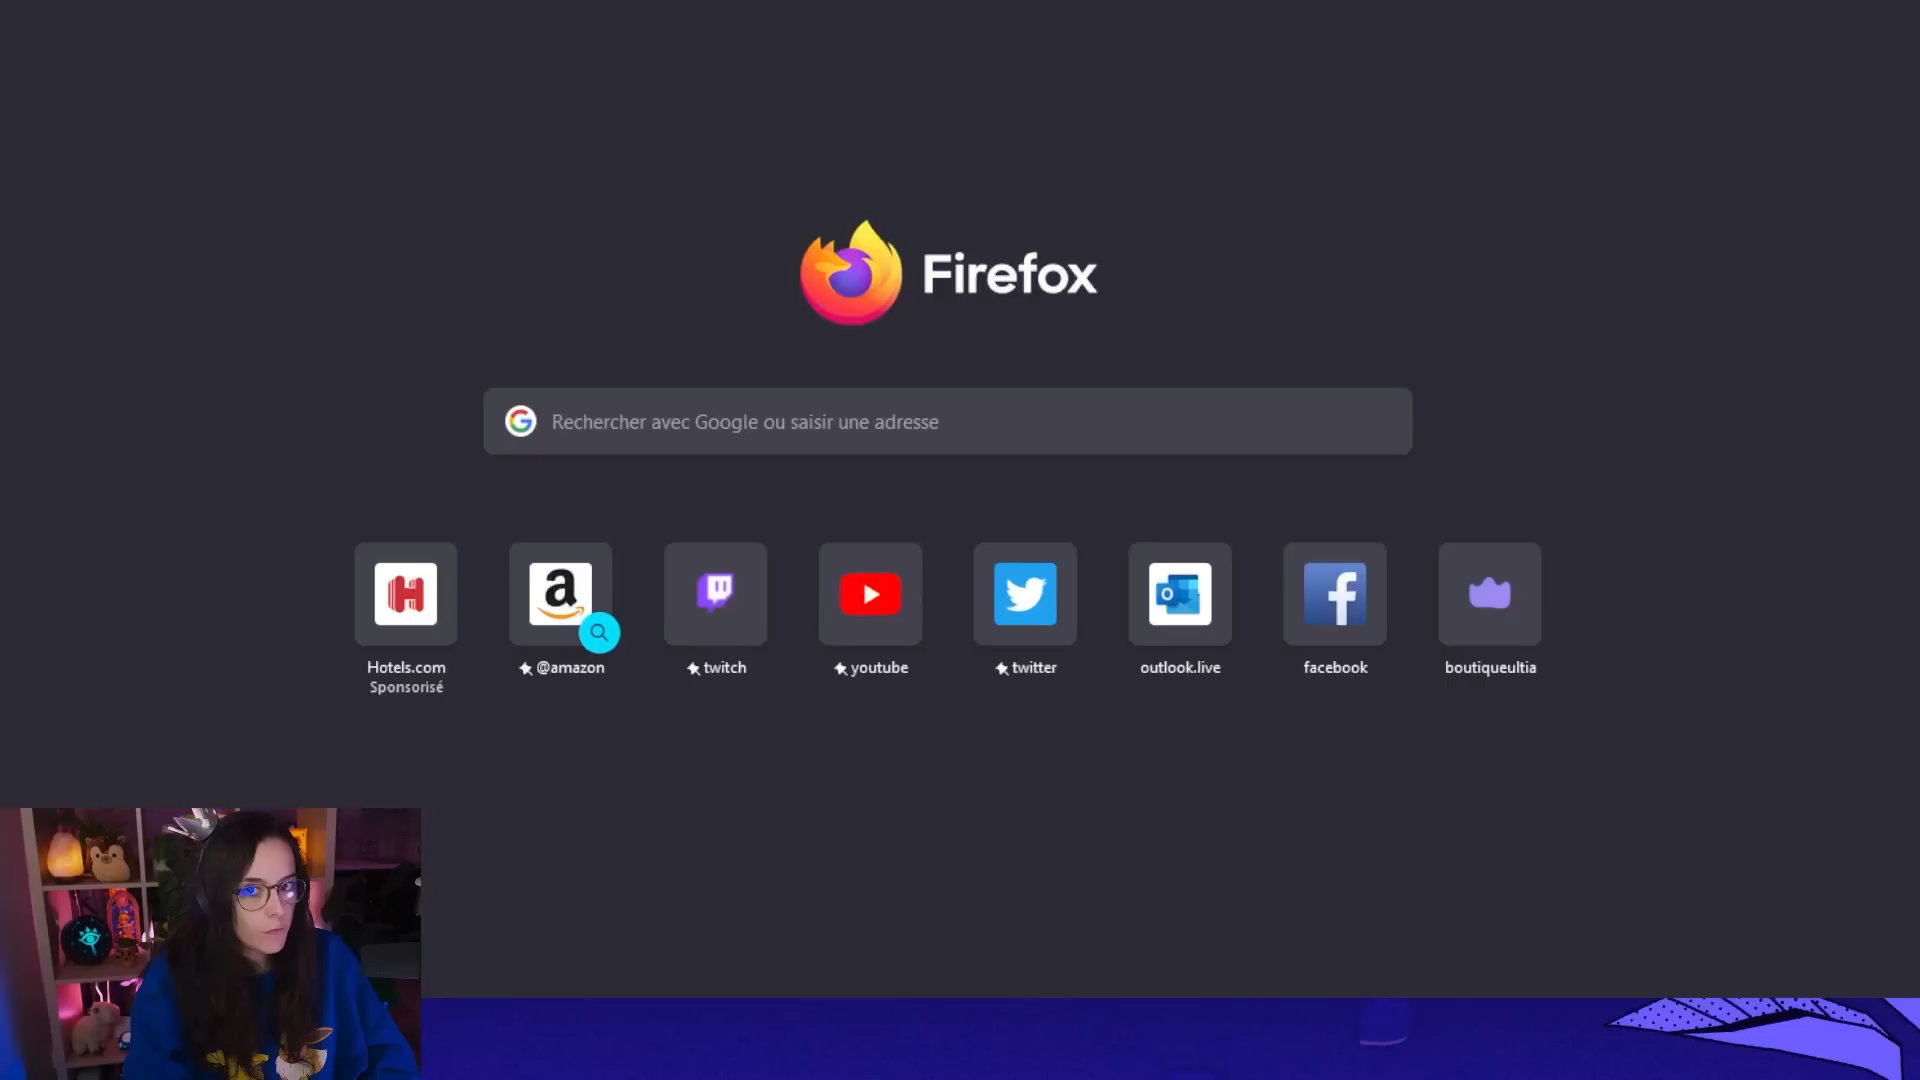 Firefox
Rechercher avec Google ou saisir une adresse
Hotels.com
Sponsorisé
@amazon
twitch
youtube
twitter
outlook.live
facebook
boutiqueultia